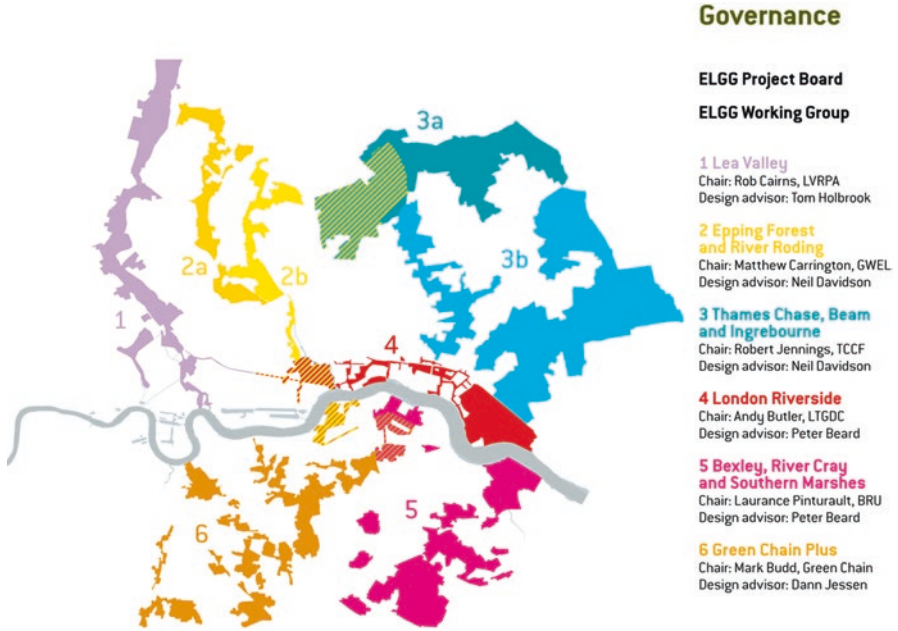 Governance
ELGG Project Board
ELGG Working Group
1 Lea Valley
Chair: Rob Cairns, LVRPA
Design advisor: Tom Holbrook
2 Epping Forest
and River Roding
Chair: Matthew Carrington, GWEL
Design advisor: Neil Davidson
3 Thames Chase, Beam
and Ingrebourne
Chair: Robert Jennings, TCCF
Design advisor: Neil Davidson
4 London Riverside
Chair: Andy Butler, LTGDC
Design advisor: Peter Beard
5 Bexley, River Cray
and Southern Marshes
Chair: Laurance Pinturault, BRU
Design advisor: Peter Beard
6 Green Chain Plus
Chair: Mark Budd, Green Chain
Design advisor: Dann Jessen
3a
3b
2a
2b
1
4
5
6